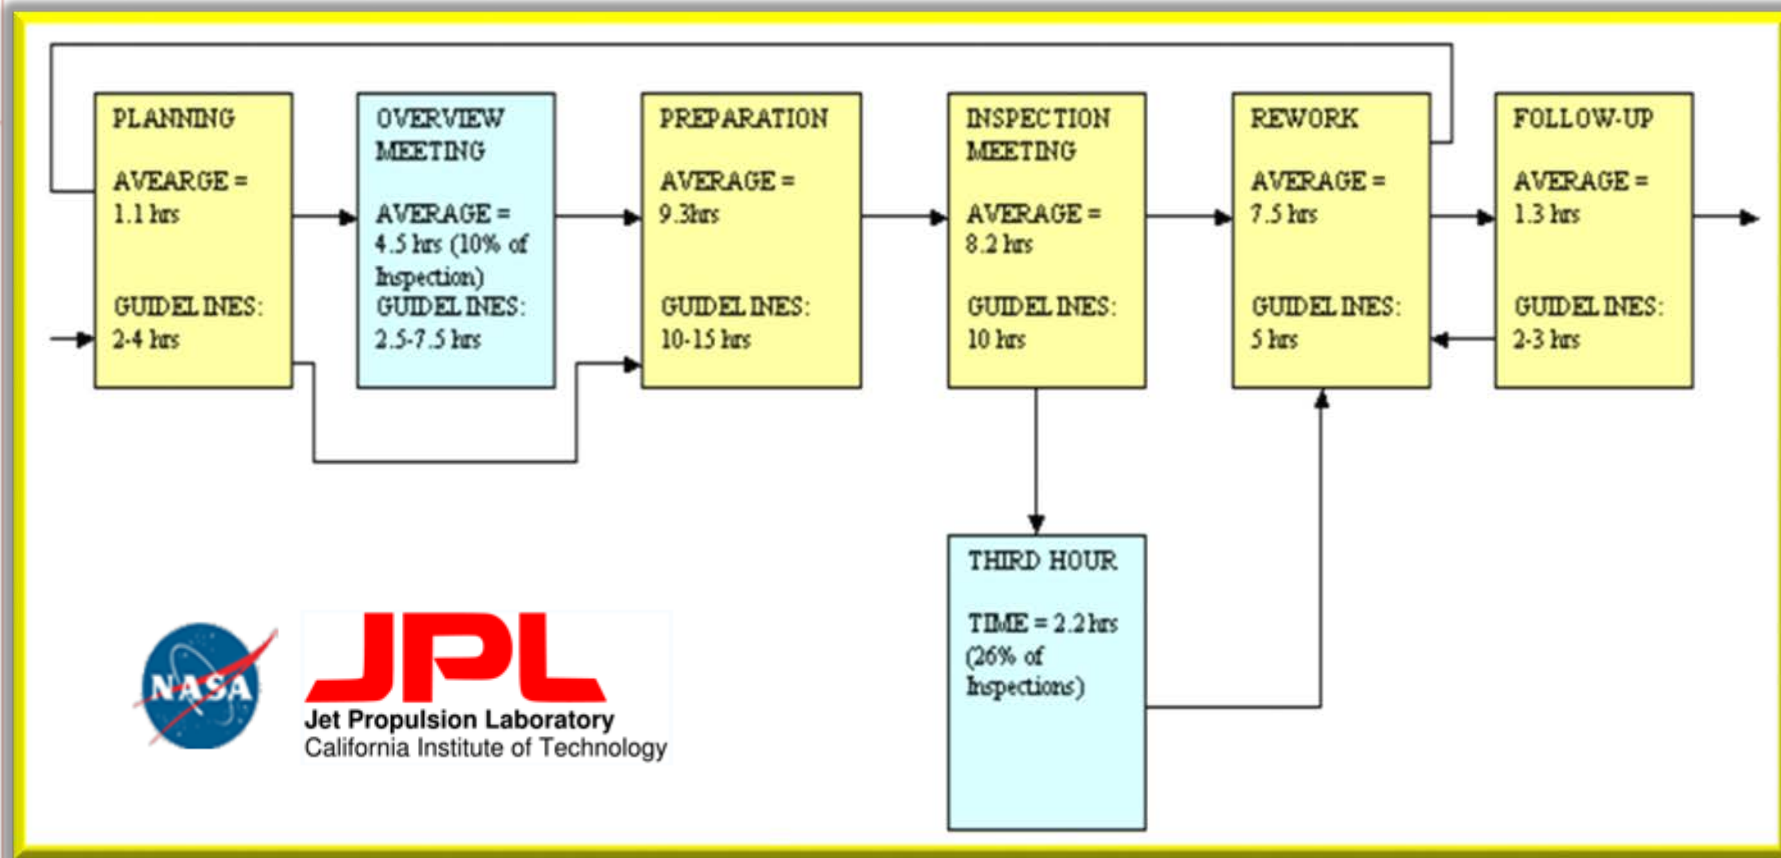 PLANNING
AVEARGE =
1.1 hrs
GUIDELINES:
2-4 hrs
OVERVIEW
MEETING
AVERAGE =
4.5 hrs (10% of
Inspection)
GUIDELINES:
2.5-7.5 hrs
PREPARATION
AVERAGE =
9.3hrs
GUIDELINES:
10-15 hrs
INSPECTION
MEETING
AVERAGE =
8.2 hrs
GUIDELINES:
10 hrs
REWORK
AVERAGE =
7.5 hrs
GUIDELINES:
5 hrs
FOLLOW-UP
AVERAGE =
1.3 hrs
GUIDELINES:
2-3 hrs
THIRD HOUR
TIME = 2.2 hrs
(26% of
Inspections)
NASA
JPL
Jet Propulsion Laboratory
California Institute of Technology